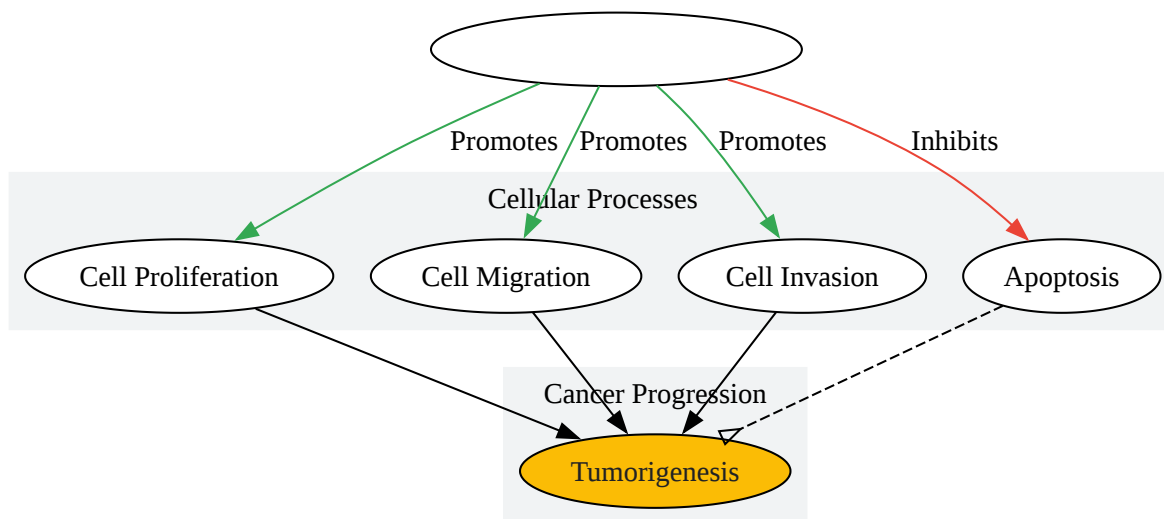 Promotes
Promotes
Promotes
Inhibits
Cellular Processes
Cell Proliferation
Cell Migration
Cell Invasion
Apoptosis
Cancer Progression
Tumorigenesis